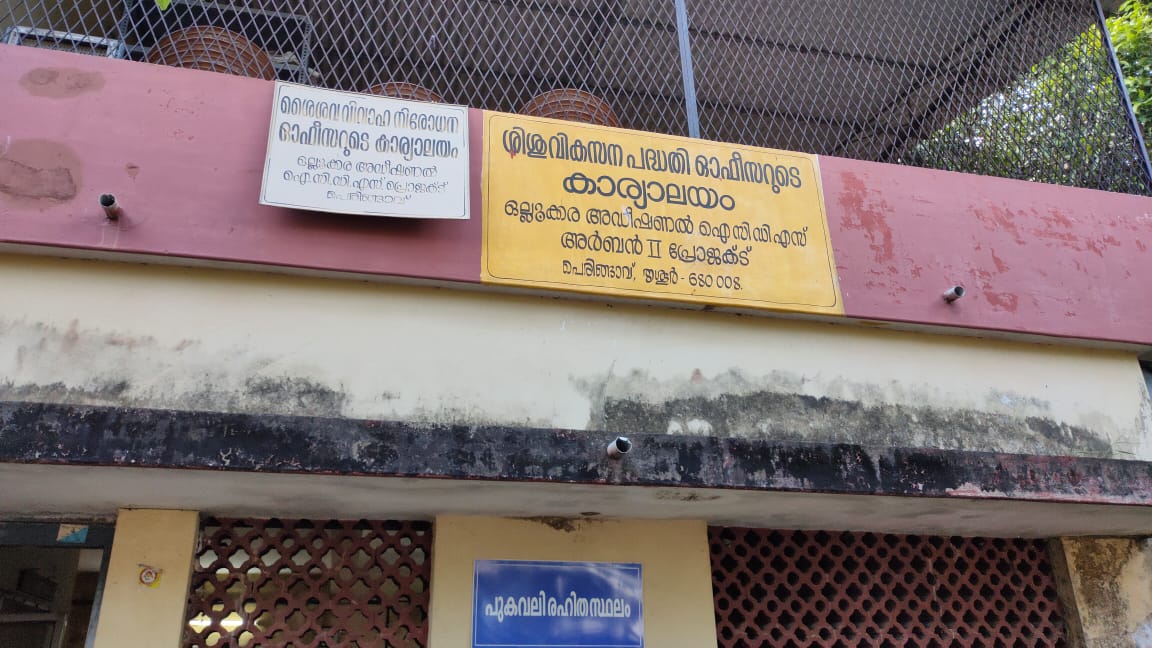 ശൈശവവിവാഹ നിരോധന
ഓഫീസറുടെ കാര്യാലയം
ഒല്ലൂക്കര അഡീഷണൽ
ഐ.സി.ഡി.എസ്. പ്രൊജക്ട്
പെരിങ്ങാവ്
ശിശുവികസന പദ്ധതി ഓഫീസറുടെ
കാര്യാലയം
ഒല്ലൂക്കര അഡീഷണൽ ഐസിഡിഎസ്
അർബൻ II പ്രോജക്ട്
പെരിങ്ങാവ്, തൃശൂർ - 680 008.
പുകവലി രഹിതസ്ഥലം